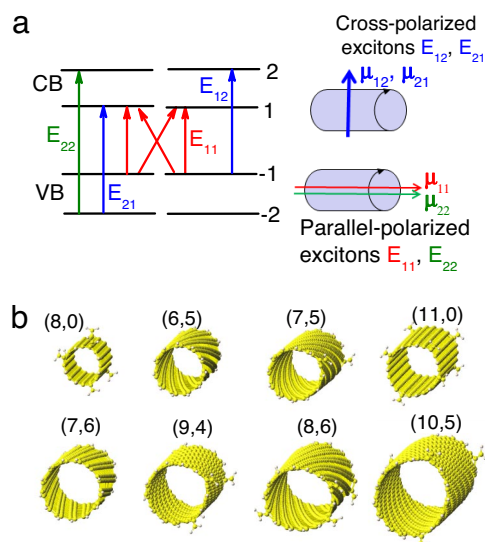 a
Cross-polarized
excitons E12, E21
μ12, μ21
CB
2
E12
1
E22
E11
-1
VB
E21
-2
μ11
μ22
Parallel-polarized
excitons E11, E22
b
(8,0) (6,5) (7,5) (11,0)
(7,6) (9,4) (8,6) (10,5)